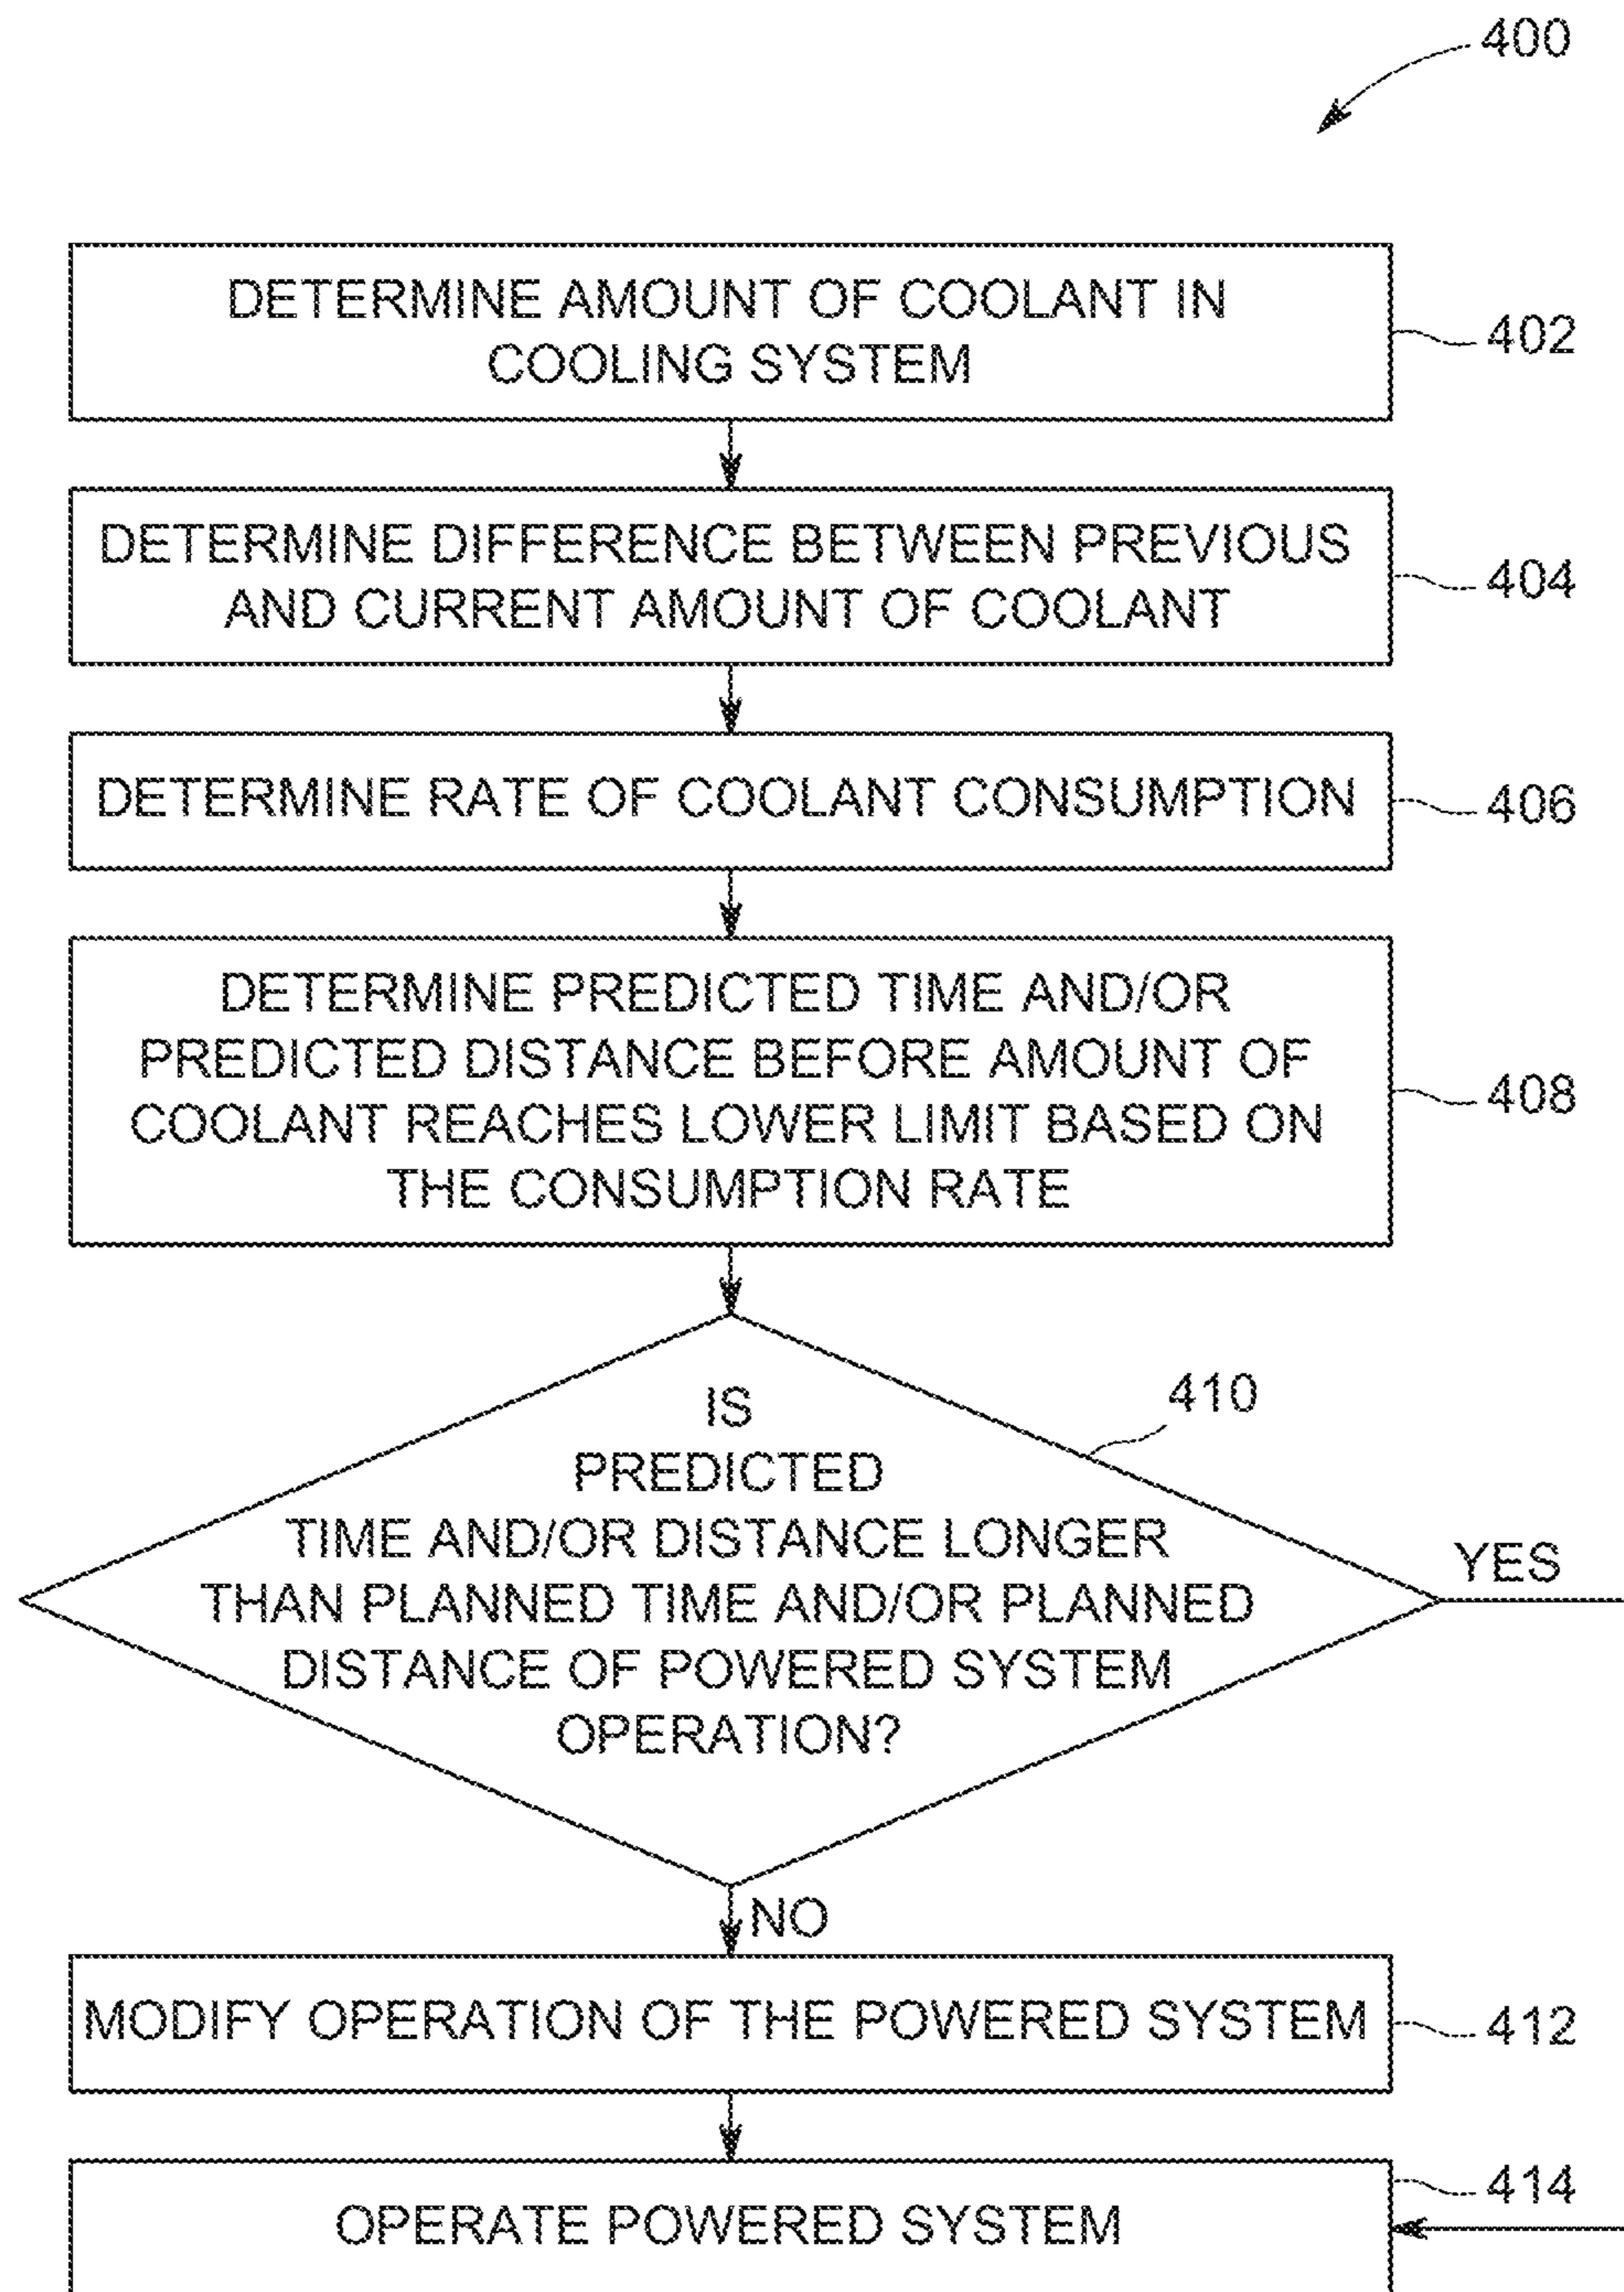 400
DETERMINE AMOUNT OF COOLANT IN
COOLING SYSTEM
402
DETERMINE DIFFERENCE BETWEEN PREVIOUS
AND CURRENT AMOUNT OF COOLANT
404
DETERMINE RATE OF COOLANT CONSUMPTION
406
DETERMINE PREDICTED TIME AND/OR
PREDICTED DISTANCE BEFORE AMOUNT OF
COOLANT REACHES LOWER LIMIT BASED ON
THE CONSUMPTION RATE
408
IS
PREDICTED
TIME AND/OR DISTANCE LONGER
THAN PLANNED TIME AND/OR PLANNED
DISTANCE OF POWERED SYSTEM
OPERATION?
410
YES
NO
MODIFY OPERATION OF THE POWERED SYSTEM
412
OPERATE POWERED SYSTEM
414